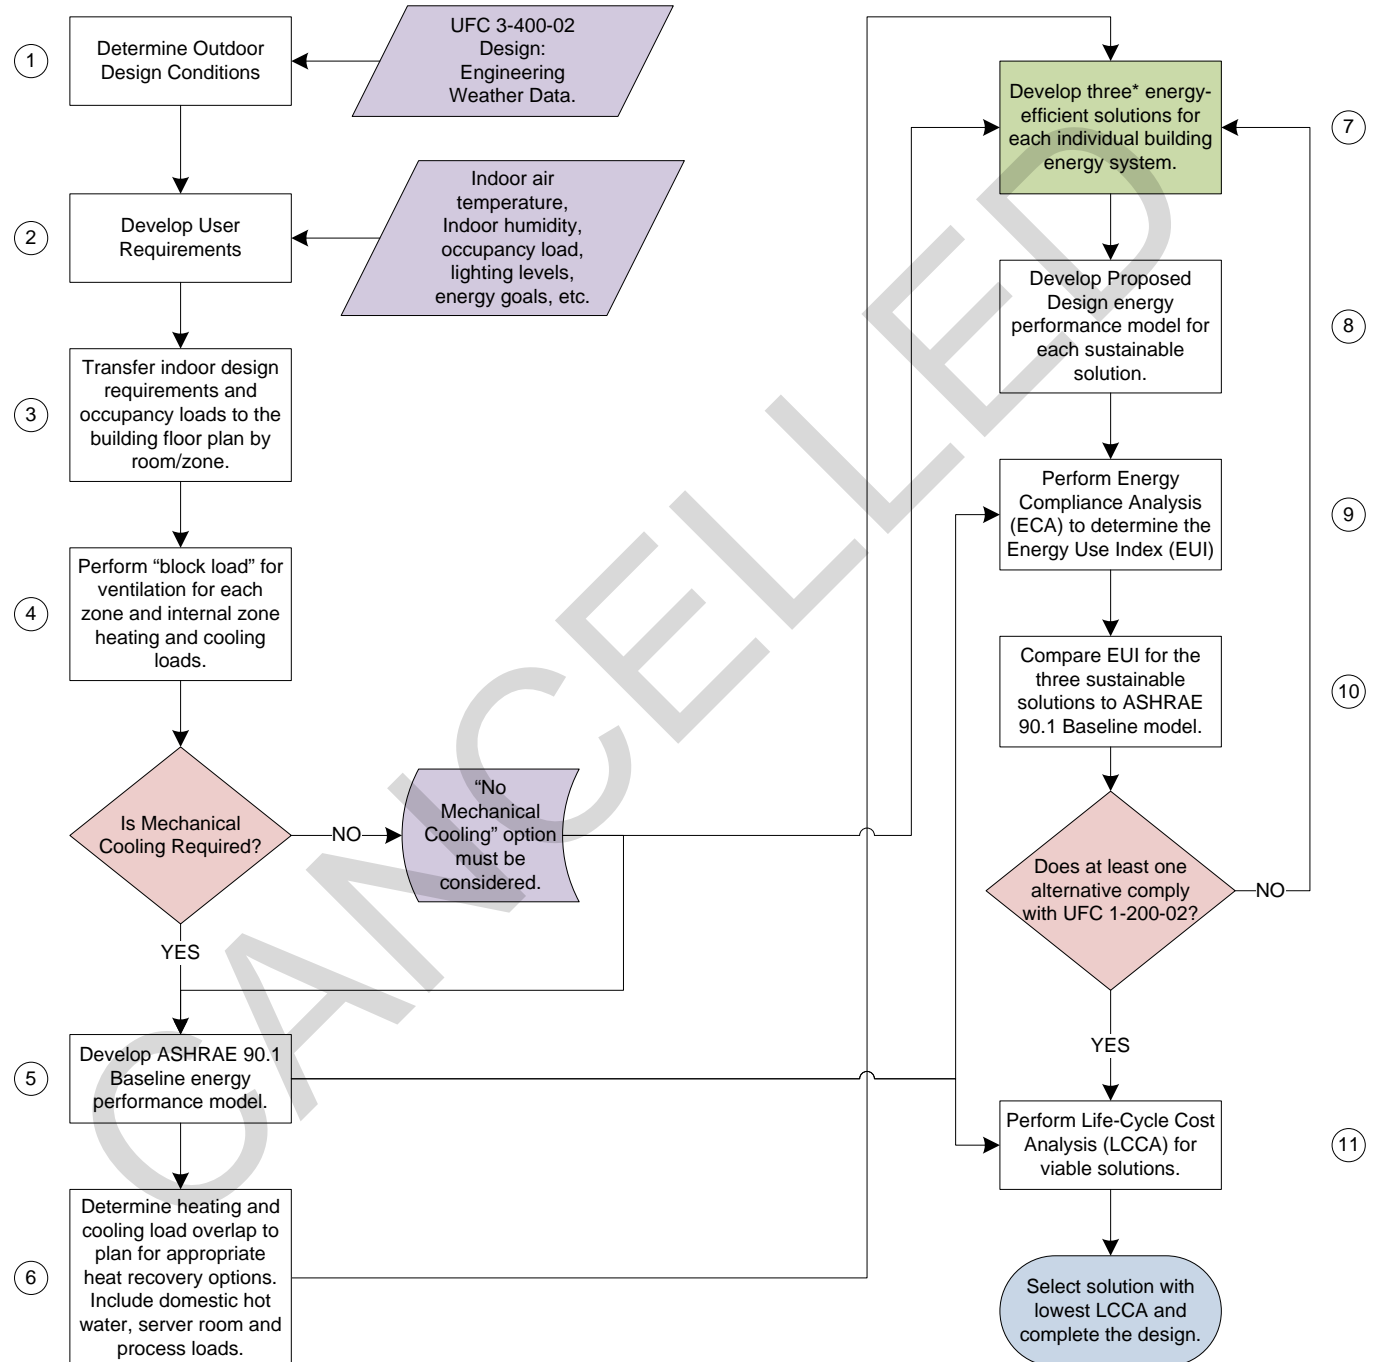 1
Determine Outdoor
Design Conditions
UFC 3-400-02
Design:
Engineering
Weather Data.
2
Develop User
Requirements
Indoor air
temperature,
Indoor humidity,
occupancy load,
lighting levels,
energy goals, etc.
3
Transfer indoor design
requirements and
occupancy loads to the
building floor plan by
room/zone.
4
Perform “block load” for
ventilation for each
zone and internal zone
heating and cooling
loads.
Is Mechanical
Cooling Required?
NO
“No
Mechanical
Cooling” option
must be
considered.
YES
5
Develop ASHRAE 90.1
Baseline energy
performance model.
6
Determine heating and
cooling load overlap to
plan for appropriate
heat recovery options.
Include domestic hot
water, server room and
process loads.
Develop three* energy-
efficient solutions for
each individual building
energy system.
7
Develop Proposed
Design energy
performance model for
each sustainable
solution.
8
Perform Energy
Compliance Analysis
(ECA) to determine the
Energy Use Index (EUI)
9
Compare EUI for the
three sustainable
solutions to ASHRAE
90.1 Baseline model.
10
Does at least one
alternative comply
with UFC 1-200-02?
NO
YES
Perform Life-Cycle Cost
Analysis (LCCA) for
viable solutions.
11
Select solution with
lowest LCCA and
complete the design.
CANCELLED